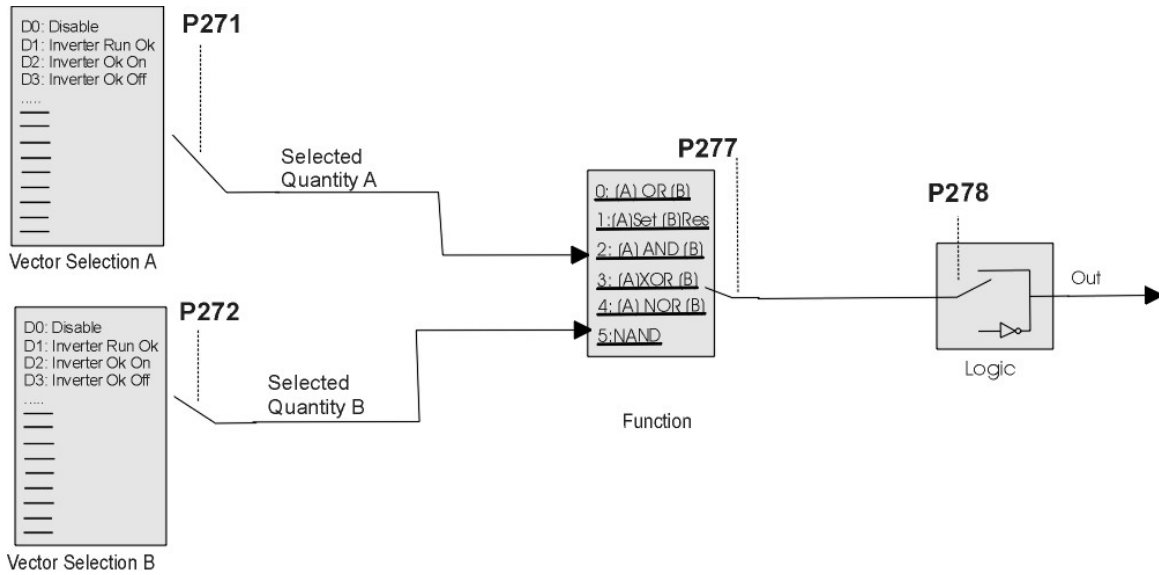 D0: Disable
D1: Inverter Run Ok
D2: Inverter Ok On
D3: Inverter Ok Off
.....
Vector Selection A
P271
Selected
Quantity A
D0: Disable
D1: Inverter Run Ok
D2: Inverter Ok On
D3: Inverter Ok Off
.....
Vector Selection B
P272
Selected
Quantity B
0: (A) OR (B)
1:(A)Set (B)Res
2: (A) AND (B)
3: (A)XOR (B)
4: (A) NOR (B)
5:NAND
Function
P277
P278
Logic
Out